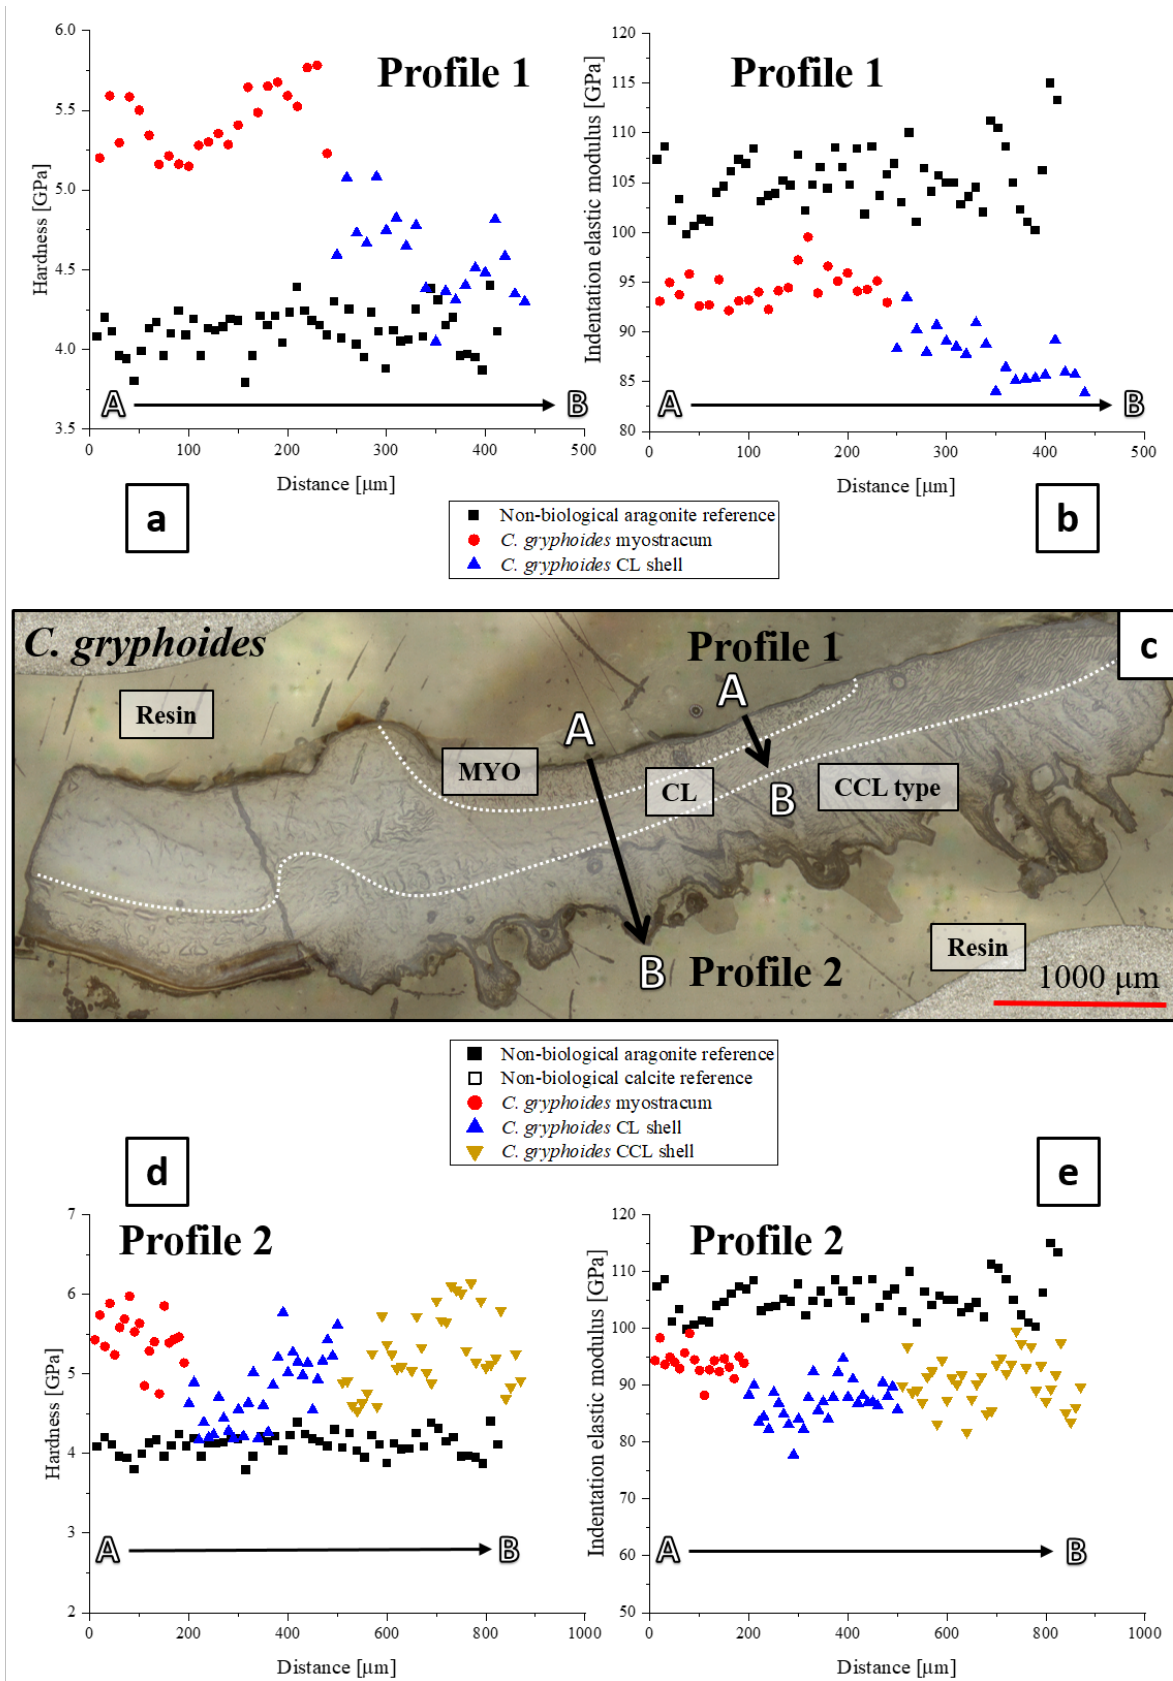 Profile 1
Hardness [GPa]
6.0
5.5
5.0
4.5
4.0
3.5
A
B
0
100
200
300
400
500
Distance [μm]
a
Profile 1
Indentation elastic modulus [GPa]
120
115
110
105
100
95
90
85
80
A
B
0
100
200
300
400
500
Distance [μm]
b
Non-biological aragonite reference
C. gryphoides myostracum
C. gryphoides CL shell
C. gryphoides
c
Profile 1
A
Resin
A
MYO
CL
B
CCL type
B
Profile 2
Resin
1000 μm
Non-biological aragonite reference
Non-biological calcite reference
C. gryphoides myostracum
C. gryphoides CL shell
C. gryphoides CCL shell
d
Profile 2
Hardness [GPa]
7
6
5
4
3
2
A
B
0
200
400
600
800
1000
Distance [μm]
e
Profile 2
Indentation elastic modulus [GPa]
120
110
100
90
80
70
60
50
A
B
0
200
400
600
800
1000
Distance [μm]